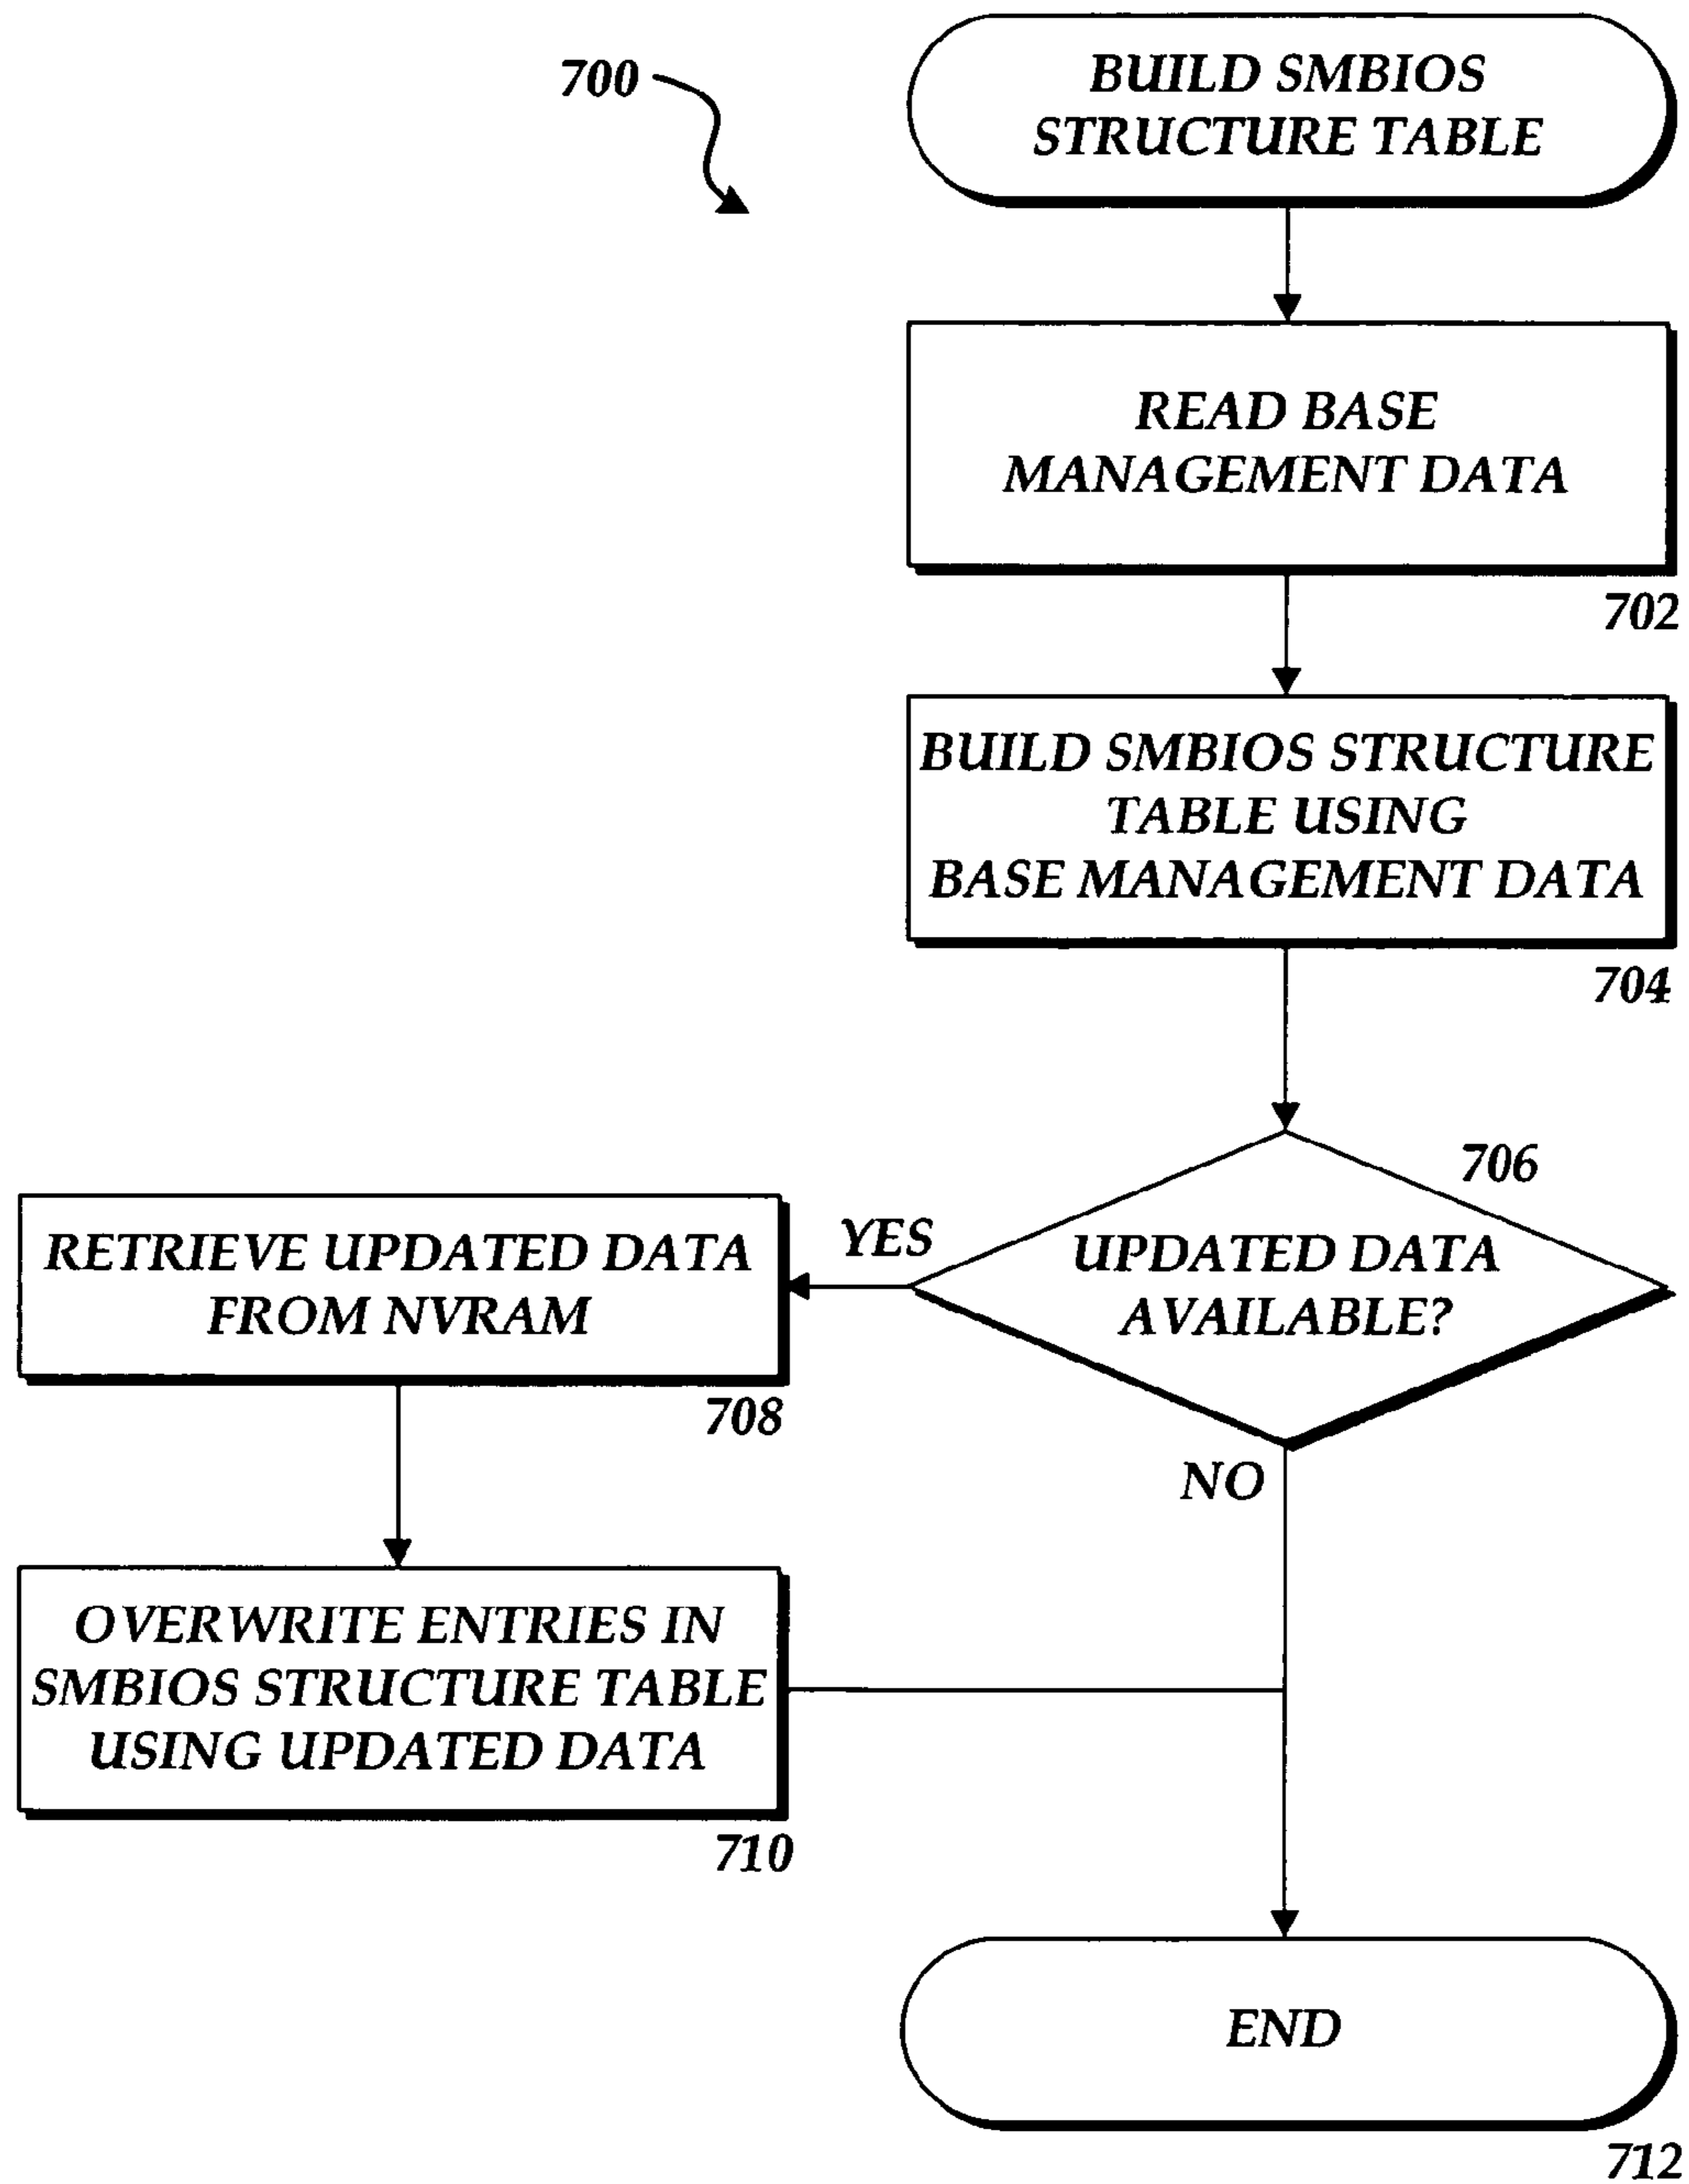 700
BUILD SMBIOS
STRUCTURE TABLE
READ BASE
MANAGEMENT DATA
702
BUILD SMBIOS STRUCTURE
TABLE USING
BASE MANAGEMENT DATA
704
706
UPDATED DATA
AVAILABLE?
YES
NO
RETRIEVE UPDATED DATA
FROM NVRAM
708
OVERWRITE ENTRIES IN
SMBIOS STRUCTURE TABLE
USING UPDATED DATA
710
END
712